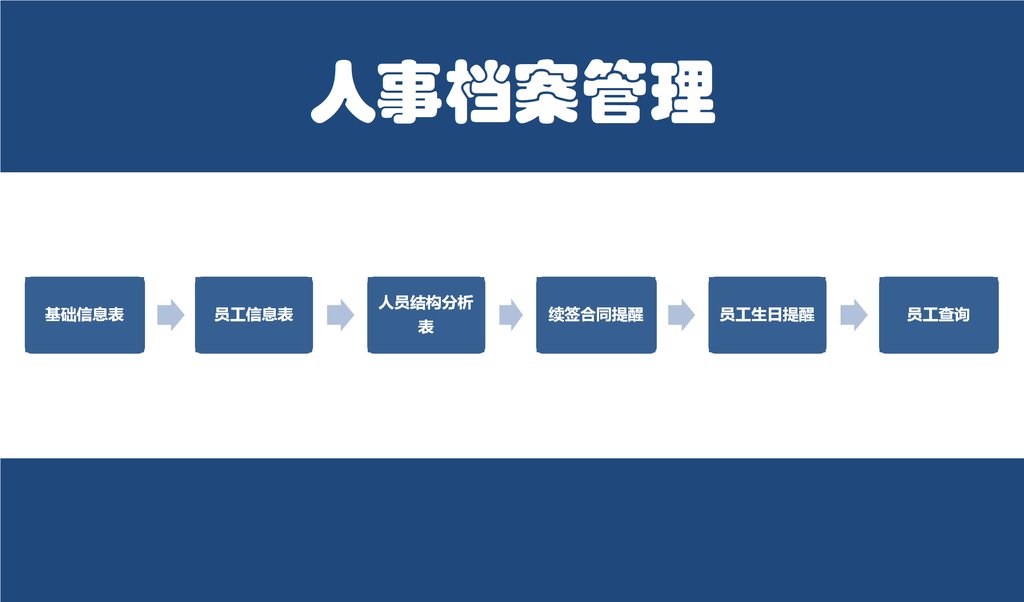 人事档案管理
基础信息表
员工信息表
人员结构分析
表
续签合同提醒
员工生日提醒
员工查询